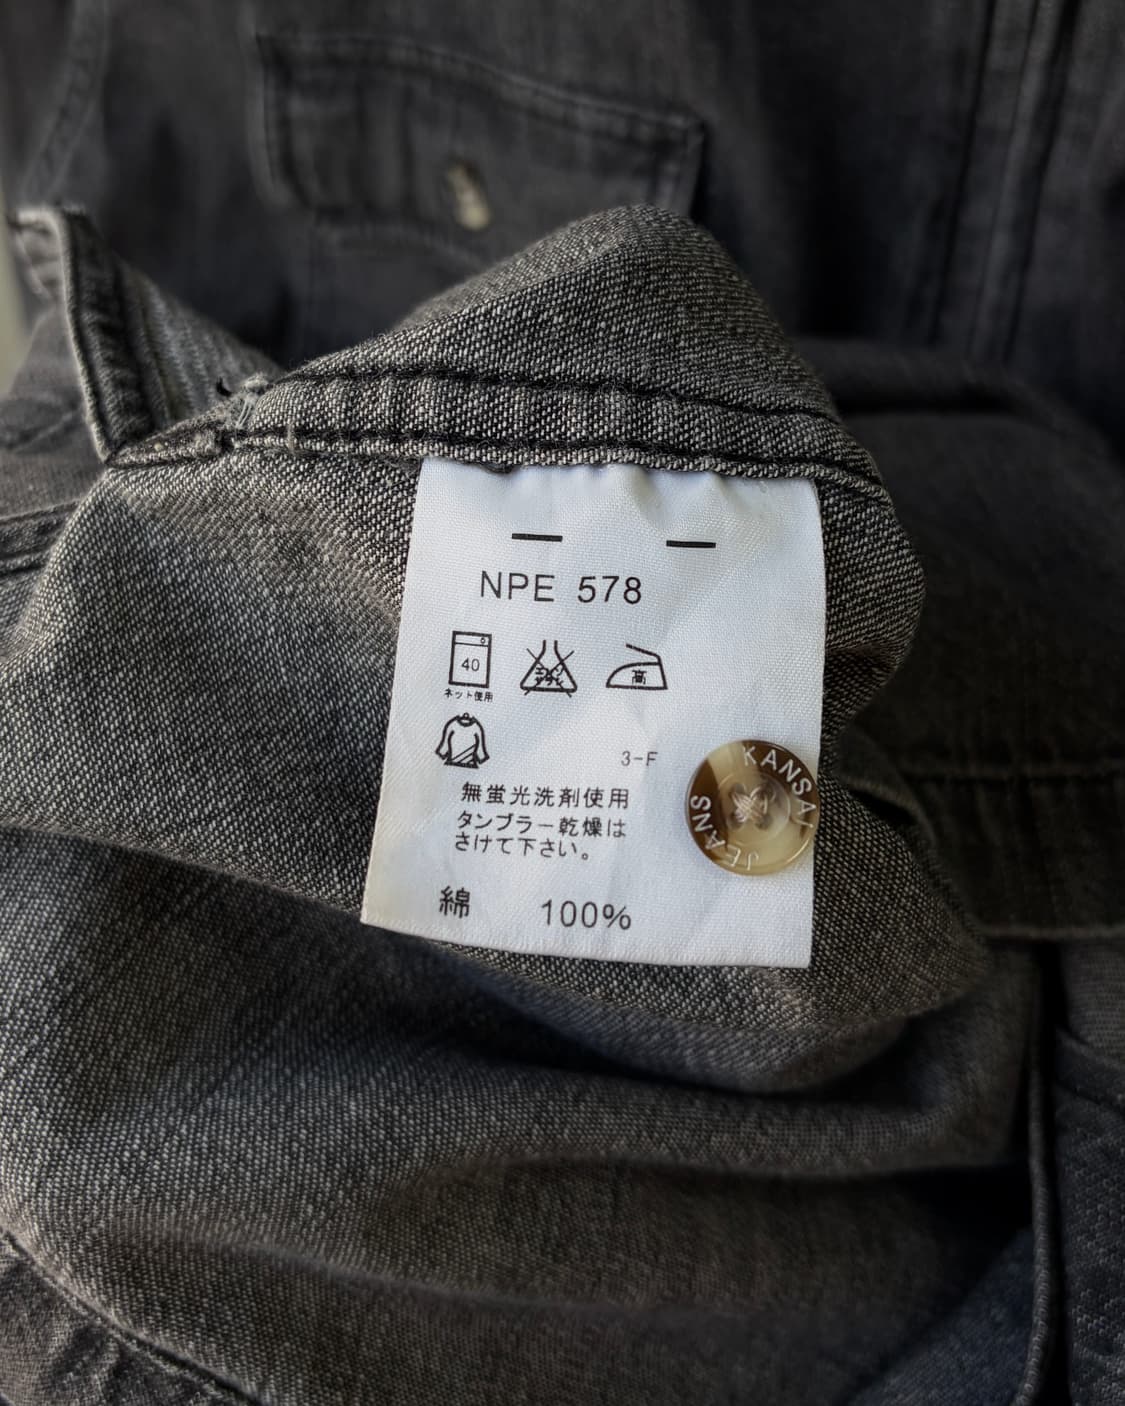 NPE 578
40
ネット使用
高
3-F
無蛍光洗剤使用
タンブラー乾燥は
さけて下さい。
綿 100%
KANSAI
JEANS